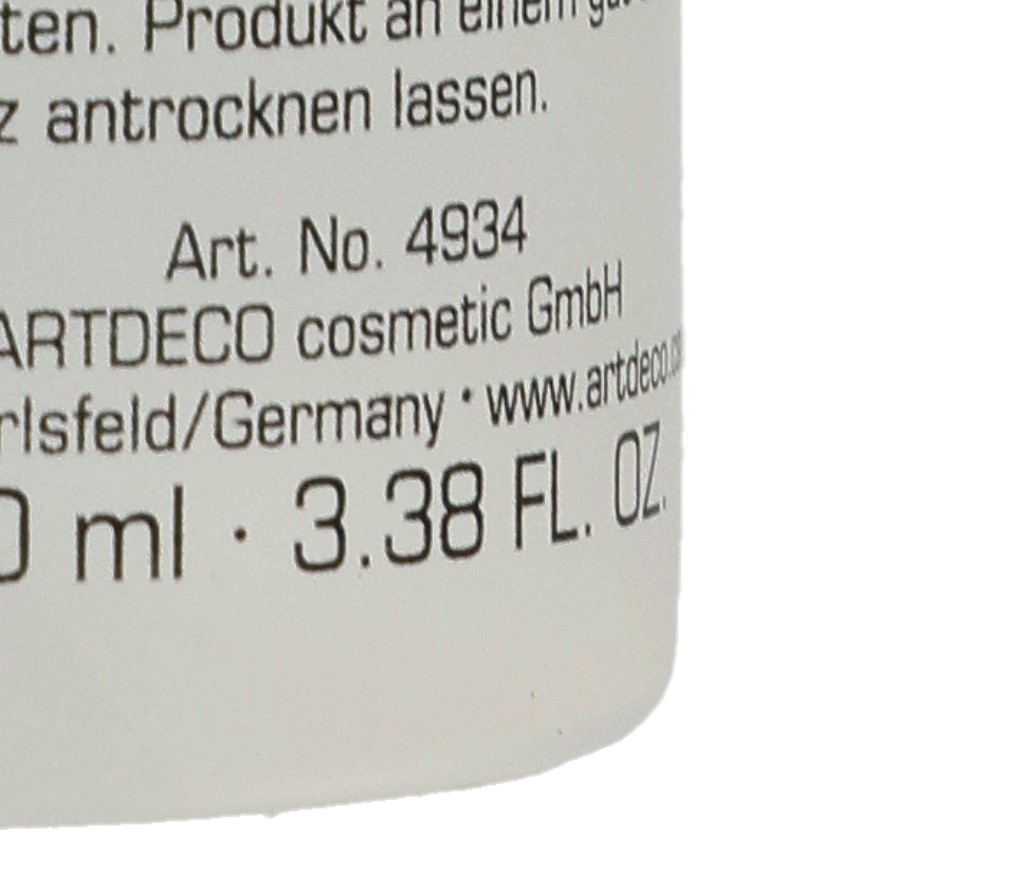 ten. Produkt an einem
z antrocknen lassen.
Art. No. 4934
ARTDECO cosmetic GmbH
rlsfeld/Germany · www.artdeco.c
0 ml · 3.38 FL. OZ.